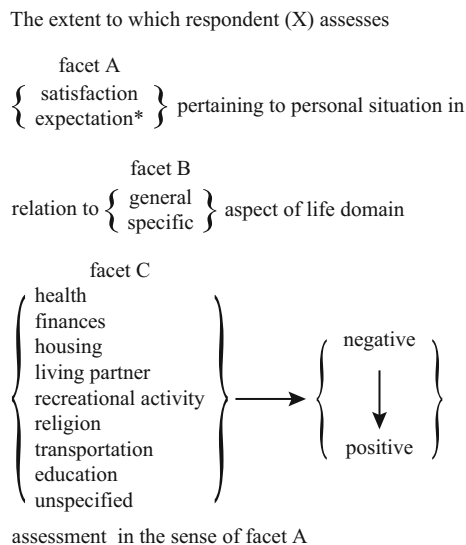 The extent to which respondent (X) assesses
facet A
satisfaction
expectation*
pertaining to personal situation in
facet B
relation to
general
specific
aspect of life domain
facet C
health
finances
housing
living partner
recreational activity
religion
transportation
education
unspecified
negative
positive
assessment in the sense of facet A